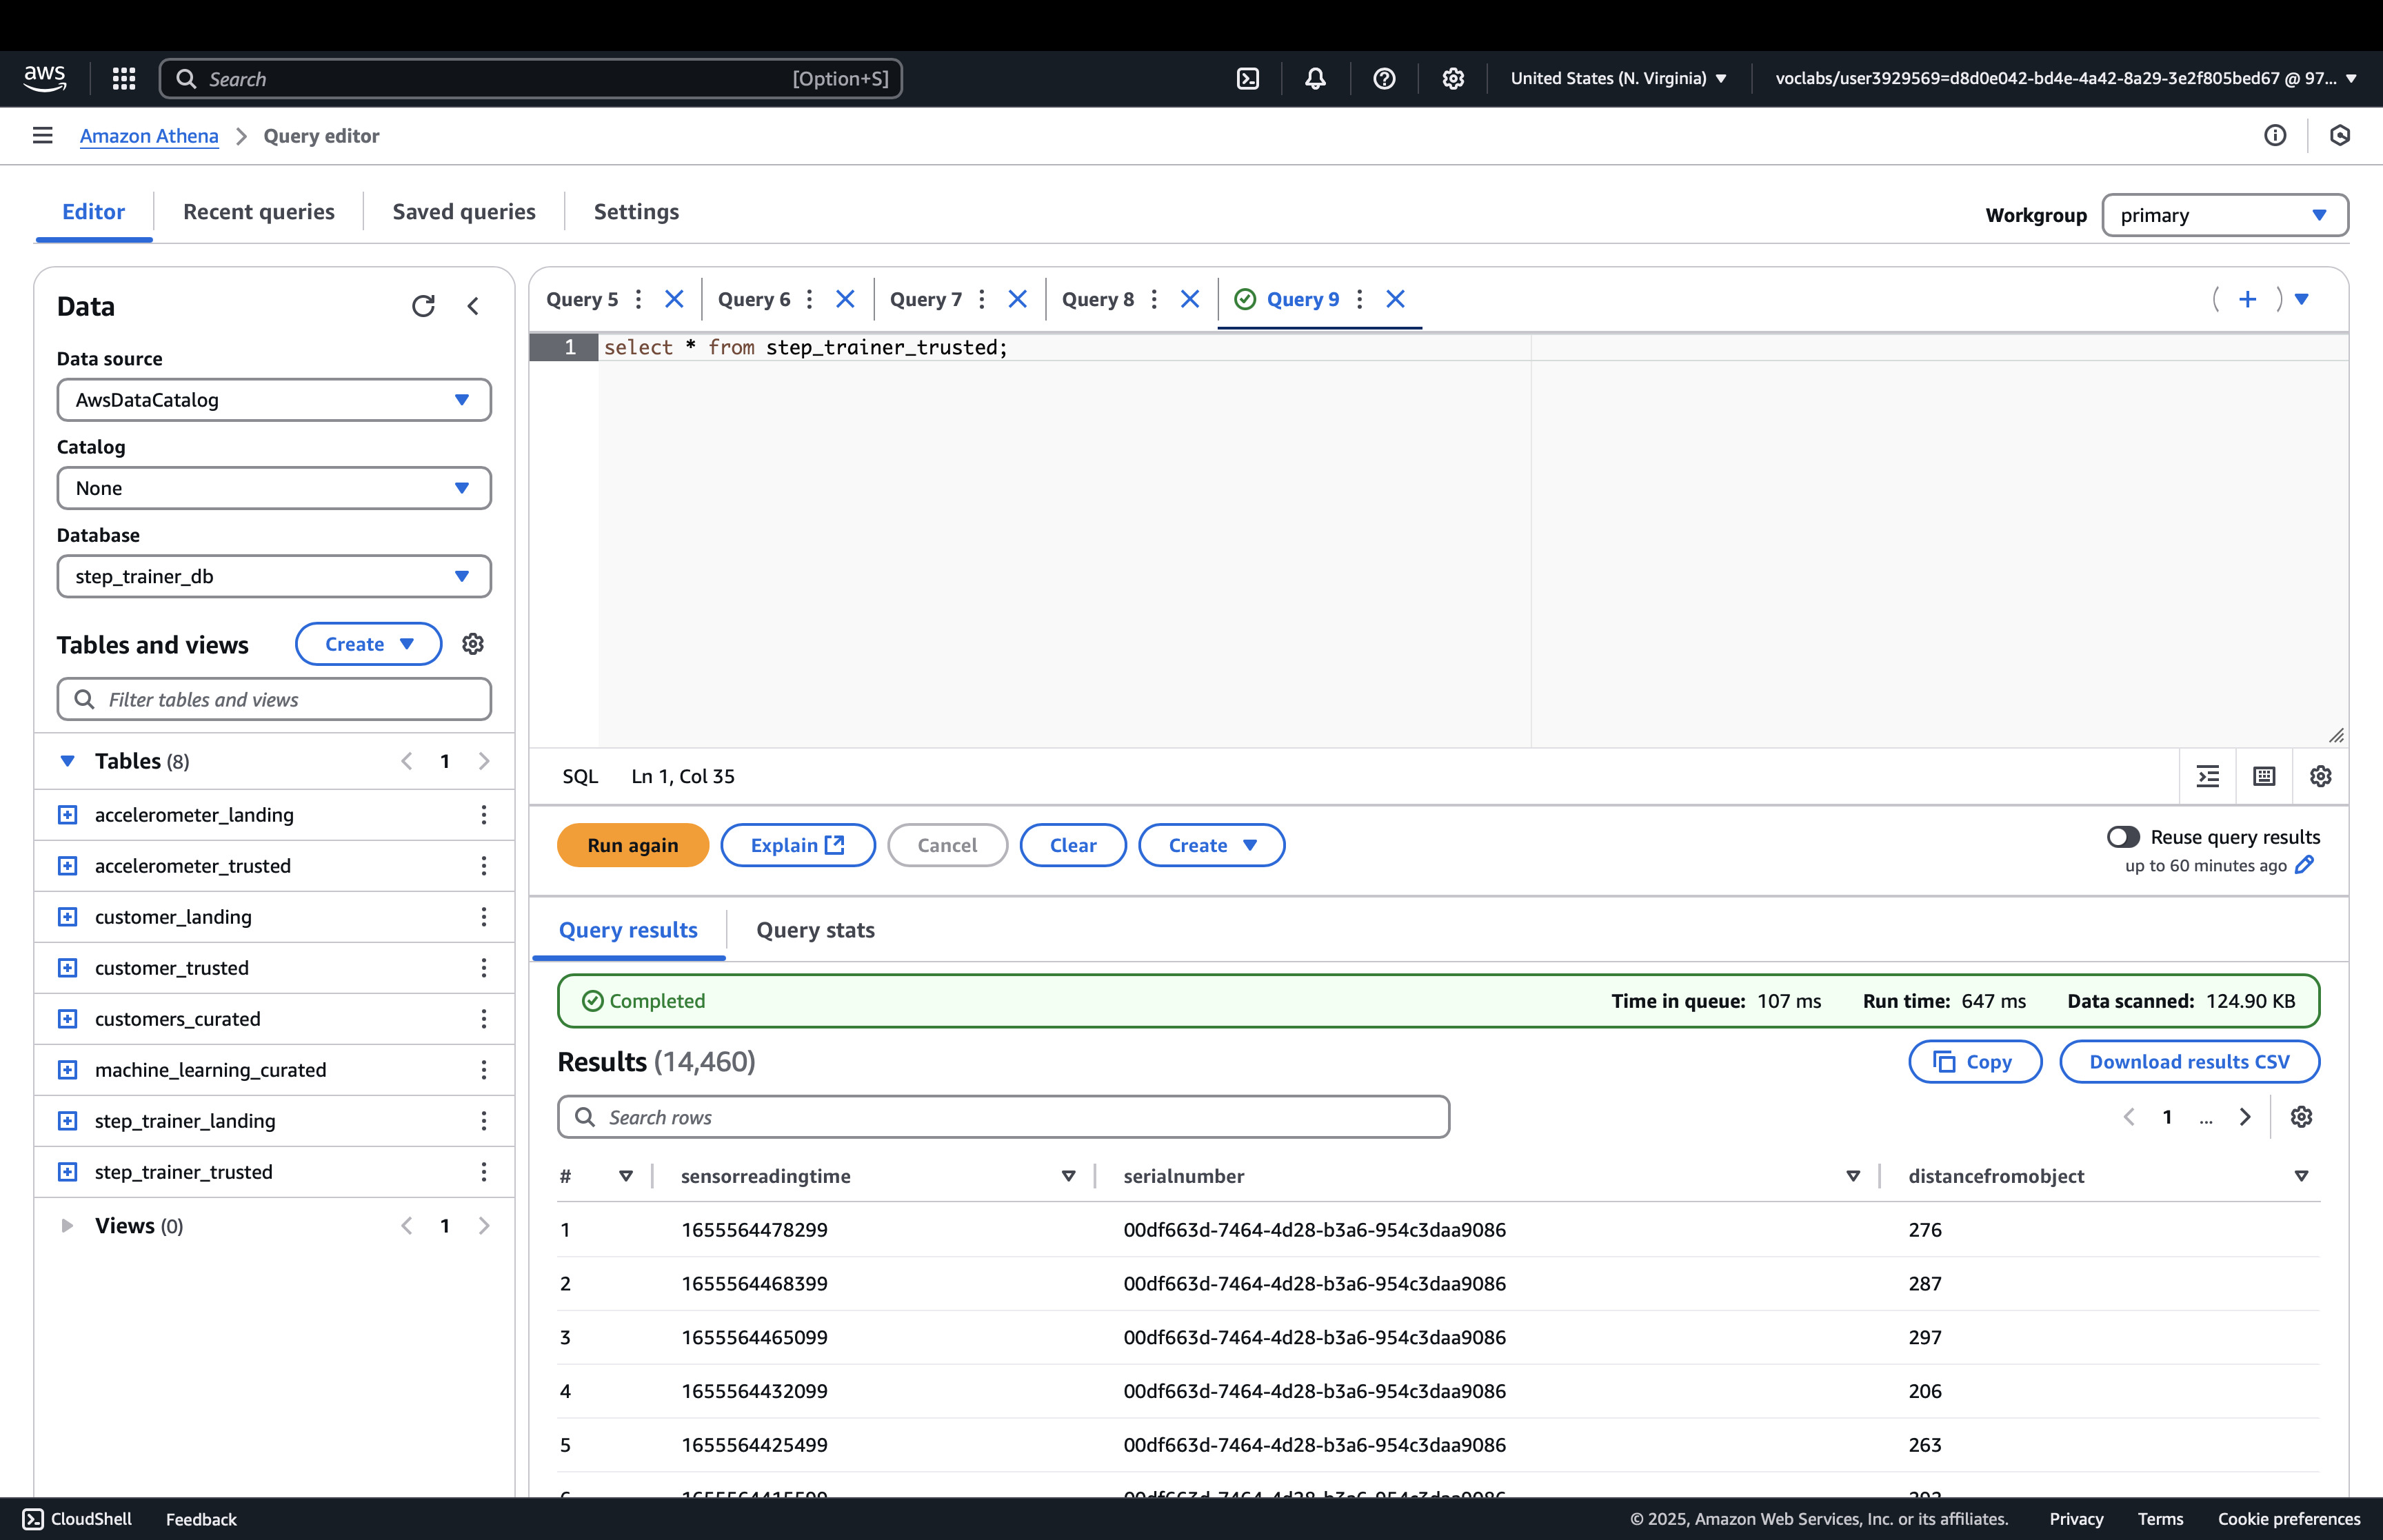 aws
Search [Option+S] United States (N. Virginia) voclabs/user3929569=d8d0e042-bd4e-4a42-8a29-3e2f805bed67 @ 97...
Amazon Athena Query editor
Editor Recent queries Saved queries Settings Workgroup primary
Data
Data source
AwsDataCatalog
Catalog
None
Database
step_trainer_db
Tables and views Create
Filter tables and views
Tables (8) 1
accelerometer_landing
accelerometer_trusted
customer_landing
customer_trusted
customers_curated
machine_learning_curated
step_trainer_landing
step_trainer_trusted
Views (0) 1
Query 5 Query 6 Query 7 Query 8 Query 9
1 select * from step_trainer_trusted;
SQL Ln 1, Col 35
Run again Explain Cancel Clear Create
Reuse query results
up to 60 minutes ago
Query results Query stats
Completed Time in queue: 107 ms Run time: 647 ms Data scanned: 124.90 KB
Results (14,460) Copy Download results CSV
Search rows 1 ...
# sensorreadingtime serialnumber distancefromobject
1 1655564478299 00df663d-7464-4d28-b3a6-954c3daa9086 276
2 1655564468399 00df663d-7464-4d28-b3a6-954c3daa9086 287
3 1655564465099 00df663d-7464-4d28-b3a6-954c3daa9086 297
4 1655564432099 00df663d-7464-4d28-b3a6-954c3daa9086 206
5 1655564425499 00df663d-7464-4d28-b3a6-954c3daa9086 263
CloudShell Feedback © 2025, Amazon Web Services, Inc. or its affiliates. Privacy Terms Cookie preferences